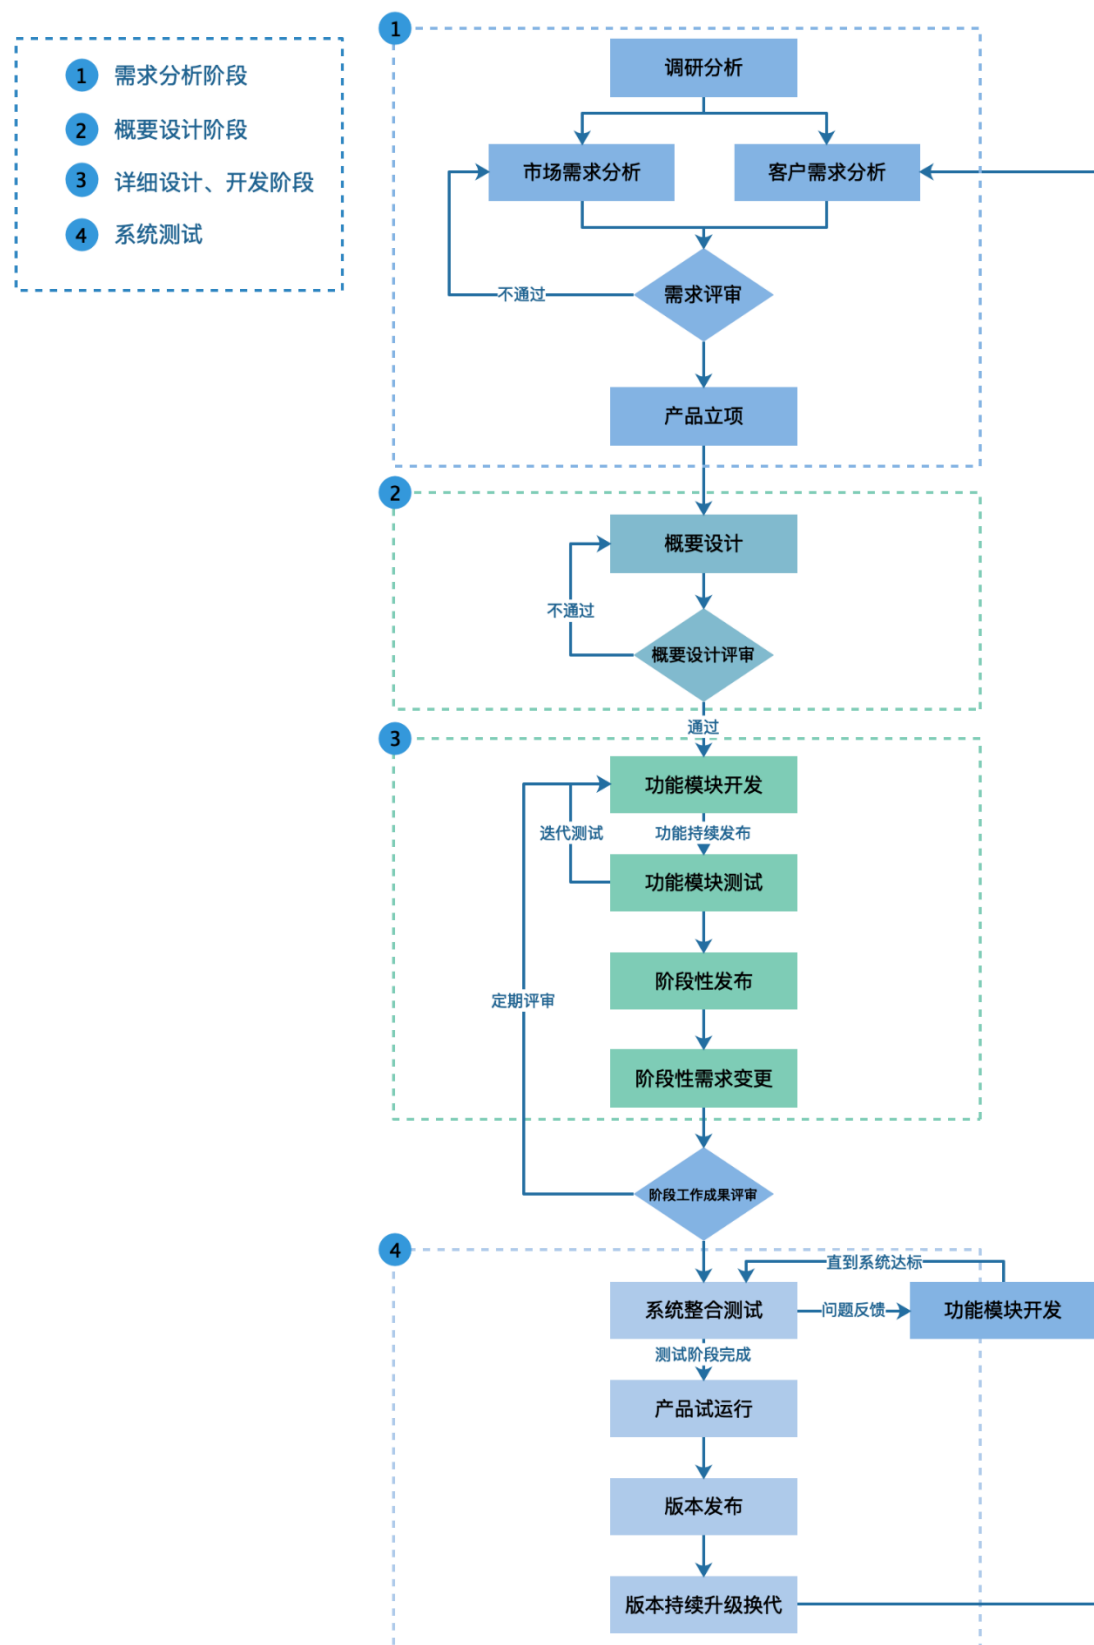 1 需求分析阶段
2 概要设计阶段
3 详细设计、开发阶段
4 系统测试
1
调研分析
市场需求分析
客户需求分析
不通过
需求评审
产品立项
2
概要设计
不通过
概要设计评审
通过
3
功能模块开发
迭代测试
功能持续发布
功能模块测试
阶段性发布
定期评审
阶段性需求变更
阶段工作成果评审
4
直到系统达标
系统整合测试
问题反馈
功能模块开发
测试阶段完成
产品试运行
版本发布
版本持续升级换代